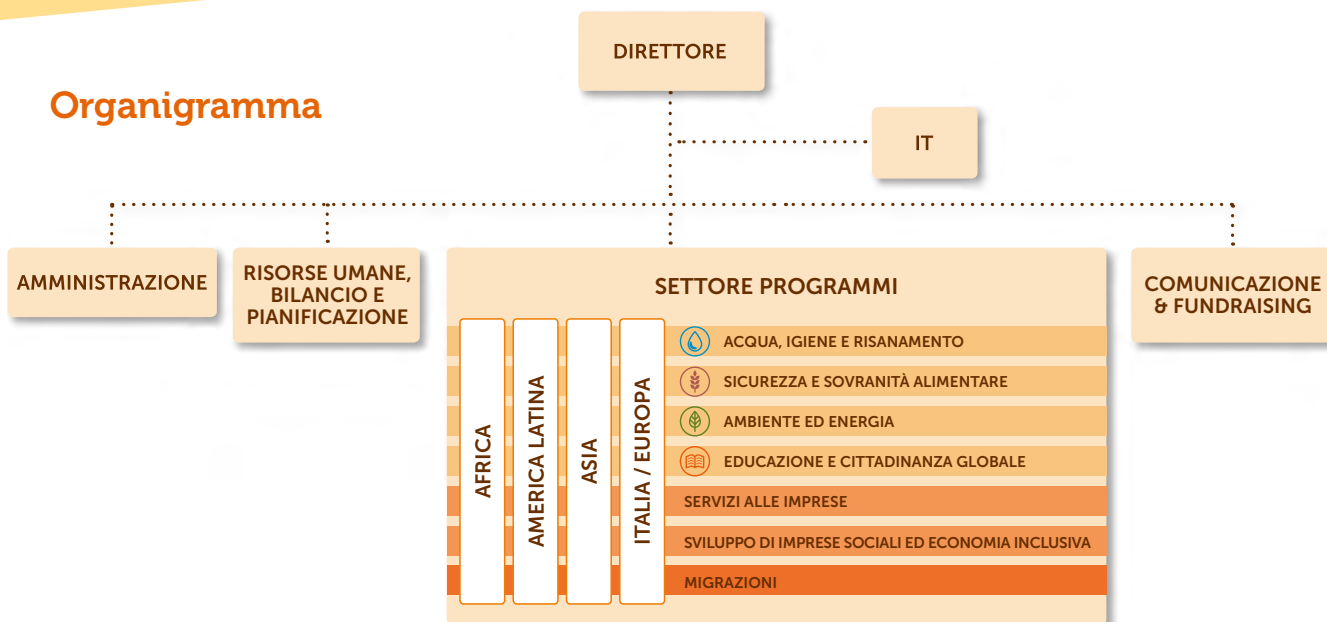 DIRETTORE
Organigramma
IT
AMMINISTRAZIONE
RISORSE UMANE,
BILANCIO E
PIANIFICAZIONE
SETTORE PROGRAMMI
COMUNICAZIONE
& FUNDRAISING
AFRICA
AMERICA LATINA
ASIA
ITALIA / EUROPA
ACQUA, IGIENE E RISANAMENTO
SICUREZZA E SOVRANITÀ ALIMENTARE
AMBIENTE ED ENERGIA
EDUCAZIONE E CITTADINANZA GLOBALE
SERVIZI ALLE IMPRESE
SVILUPPO DI IMPRESE SOCIALI ED ECONOMIA INCLUSIVA
MIGRAZIONI